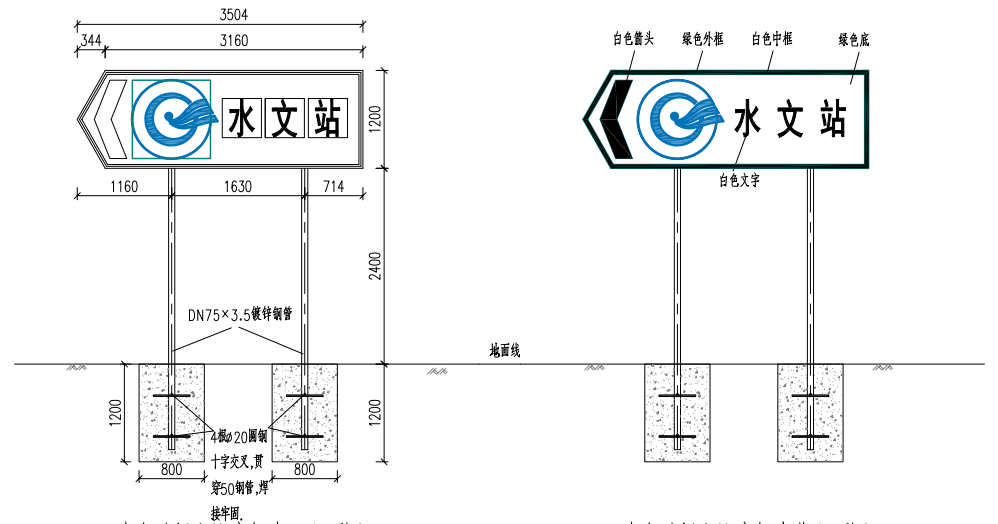 3504
344
3160
白色箭头
绿色外框
白色中框
绿色底
水文站
1200
水文站
1160
1630
714
白色文字
2400
DN75×3.5镀锌钢管
地面线
1200
1200
4根ø20圆钢
十字交叉,贯
穿50钢管,焊
接牢固.
800
800